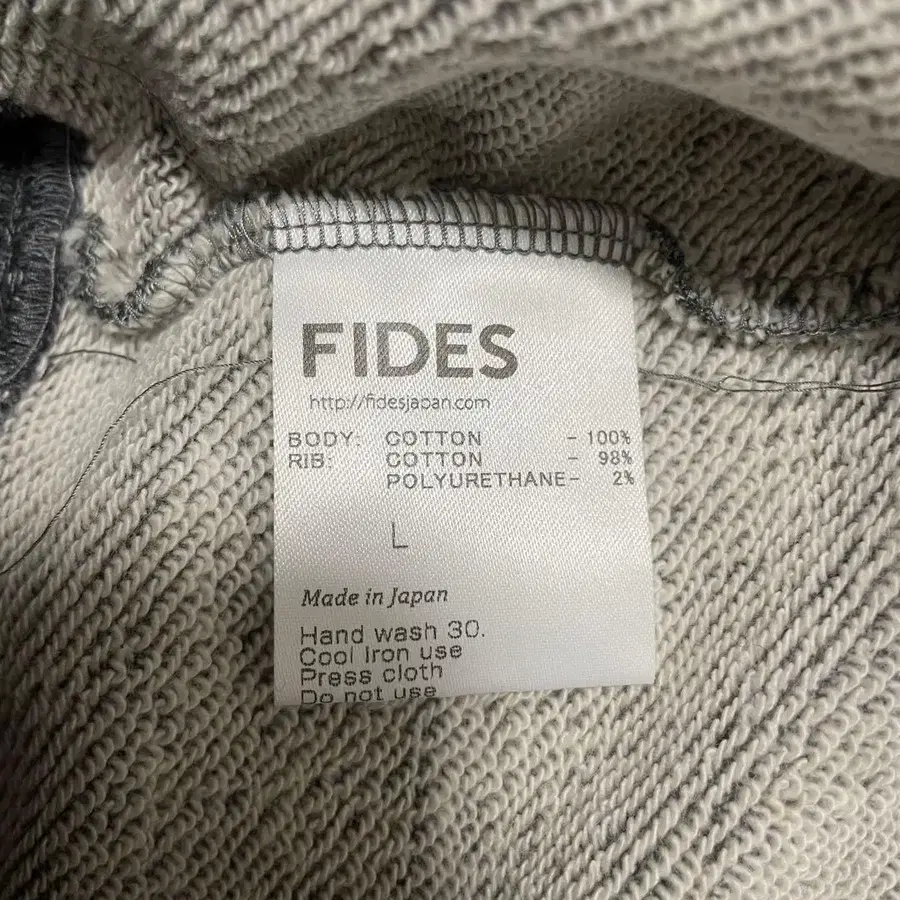 FIDES
http://fidesjapan.com
BODY: COTTON - 100%
RIB: COTTON - 98%
POLYURETHANE- 2%
L
Made in Japan
Hand wash 30.
Cool Iron use
Press cloth
Do not use